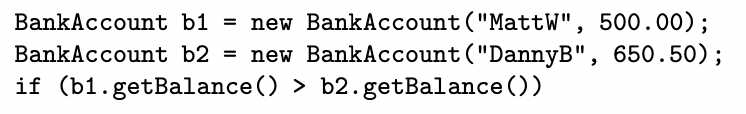 BankAccount b1 = new BankAccount("MattW", 500.00);
BankAccount b2 = new BankAccount("DannyB", 650.50);
if (b1.getBalance() > b2.getBalance())